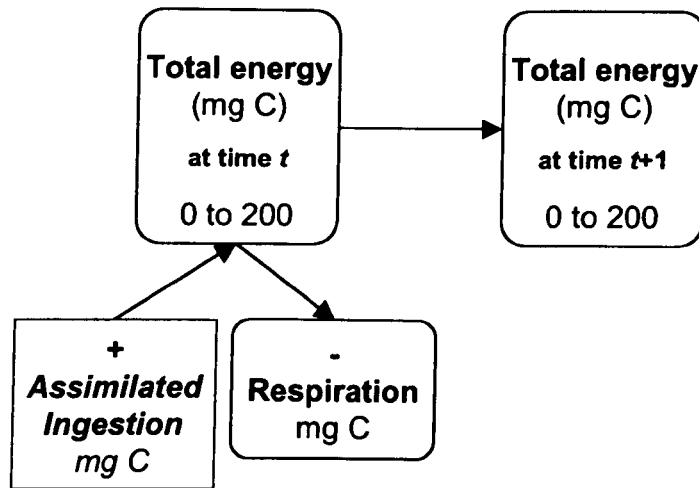 Total energy
(mg C)
at time t
0 to 200
Total energy
(mg C)
at time t+1
0 to 200
+
Assimilated
Ingestion
mg C
-
Respiration
mg C